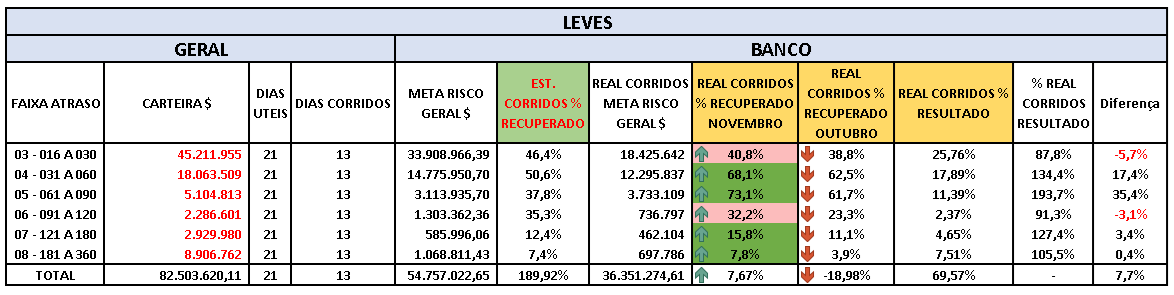 LEVES
GERAL BANCO
FAIXA ATRASO CARTEIRA $ DIAS UTEIS DIAS CORRIDOS META RISCO GERAL $ EST. CORRIDOS % RECUPERADO REAL CORRIDOS META RISCO GERAL $ REAL CORRIDOS % RECUPERADO NOVEMBRO REAL CORRIDOS % RECUPERADO OUTUBRO REAL CORRIDOS % RESULTADO % REAL CORRIDOS RESULTADO Diferença
03 - 016 A 030 45.211.955 21 13 33.908.966,39 46,4% 18.425.642 40,8% 38,8% 25,76% 87,8% -5,7%
04 - 031 A 060 18.063.509 21 13 14.775.950,70 50,6% 12.295.837 68,1% 62,5% 17,89% 134,4% 17,4%
05 - 061 A 090 5.104.813 21 13 3.113.935,70 37,8% 3.733.109 73,1% 61,7% 11,39% 193,7% 35,4%
06 - 091 A 120 2.286.601 21 13 1.303.362,36 35,3% 736.797 32,2% 23,3% 2,37% 91,3% -3,1%
07 - 121 A 180 2.929.980 21 13 585.996,06 12,4% 462.104 15,8% 11,1% 4,65% 127,4% 3,4%
08 - 181 A 360 8.906.762 21 13 1.068.811,43 7,4% 697.786 7,8% 3,9% 7,51% 105,5% 0,4%
TOTAL 82.503.620,11 21 13 54.757.022,65 189,92% 36.351.274,61 7,67% -18,98% 69,57% - 7,7%